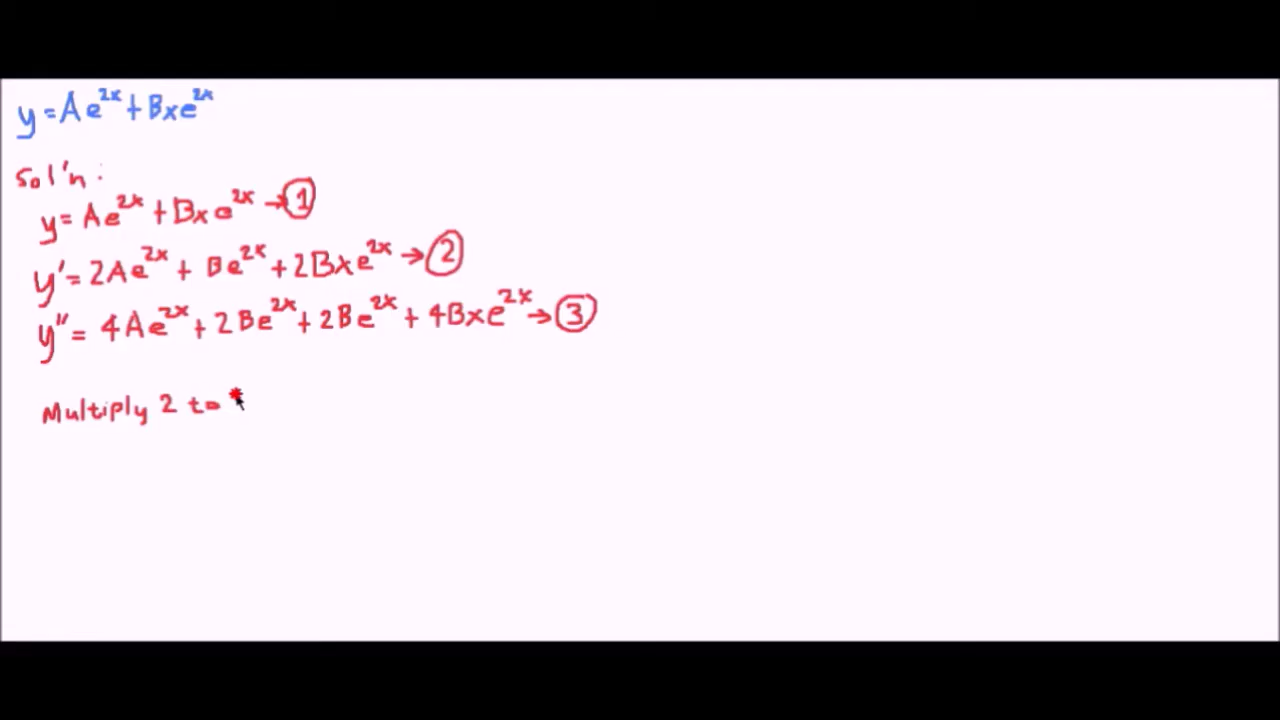 y = Ae^{2x} + Bxe^{2x}
Sol'n :
y = Ae^{2x} + Bxe^{2x} → ①
y' = 2Ae^{2x} + Be^{2x} + 2Bxe^{2x} → ②
y'' = 4Ae^{2x} + 2Be^{2x} + 2Be^{2x} + 4Bxe^{2x} → ③
Multiply 2 to